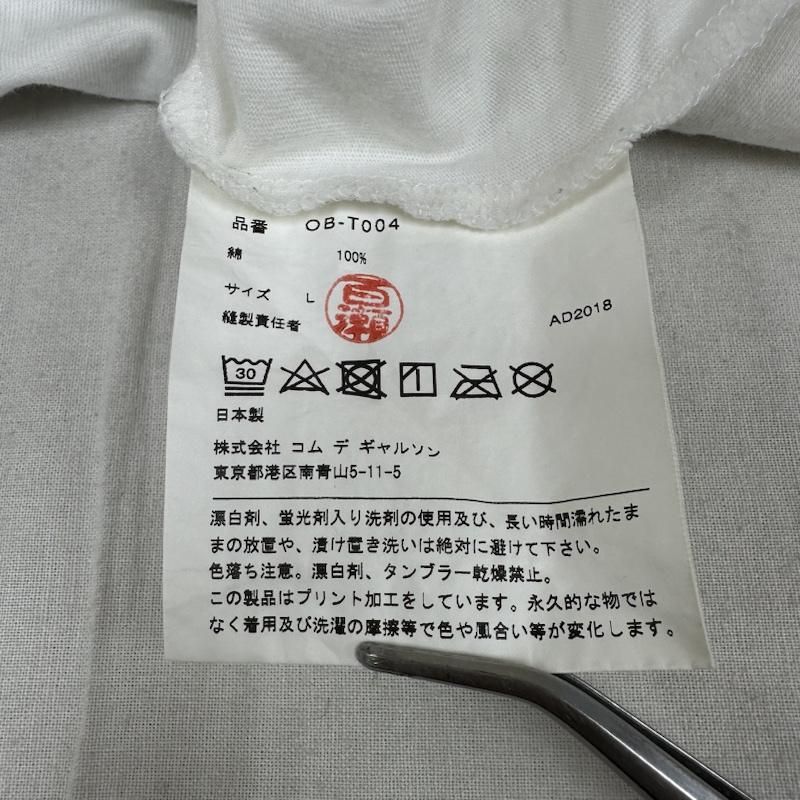 品番 OB-T004
綿 100%
サイズ L
縫製責任者 百瀬
AD2018
30
日本製
株式会社 コム デ ギャルソン
東京都港区南青山5-11-5
漂白剤、蛍光剤入り洗剤の使用及び、長い時間濡れたま
まの放置や、漬け置き洗いは絶対に避けて下さい。
色落ち注意。漂白剤、タンブラー乾燥禁止。
この製品はプリント加工をしています。永久的な物では
なく着用及び洗濯の摩擦等で色や風合い等が変化します。